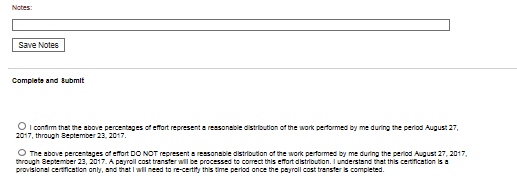 Notes:
Save Notes
Complete and Submit
I confirm that the above percentages of effort represent a reasonable distribution of the work performed by me during the period August 27,
2017, through September 23, 2017.
The above percentages of effort DO NOT represent a reasonable distribution of the work performed by me during the period August 27, 2017,
through September 23, 2017. A payroll cost transfer will be processed to correct this effort distribution. I understand that this certification is a
provisional certification only, and that I will need to re-certify this time period once the payroll cost transfer is completed.